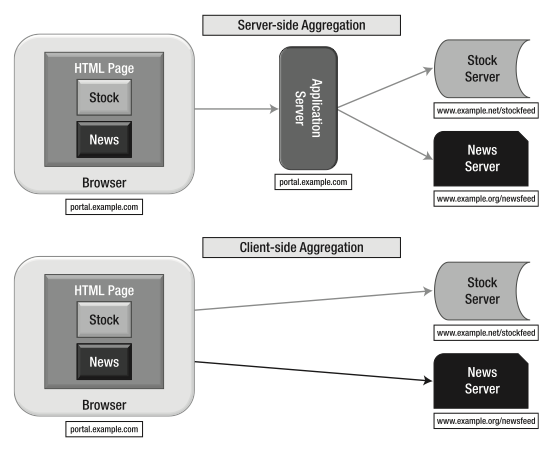 Server-side Aggregation
HTML Page
Stock
News
Browser
portal.example.com
Application
Server
portal.example.com
Stock
Server
www.example.net/stockfeed
News
Server
www.example.org/newsfeed
Client-side Aggregation
HTML Page
Stock
News
Browser
portal.example.com
Stock
Server
www.example.net/stockfeed
News
Server
www.example.org/newsfeed